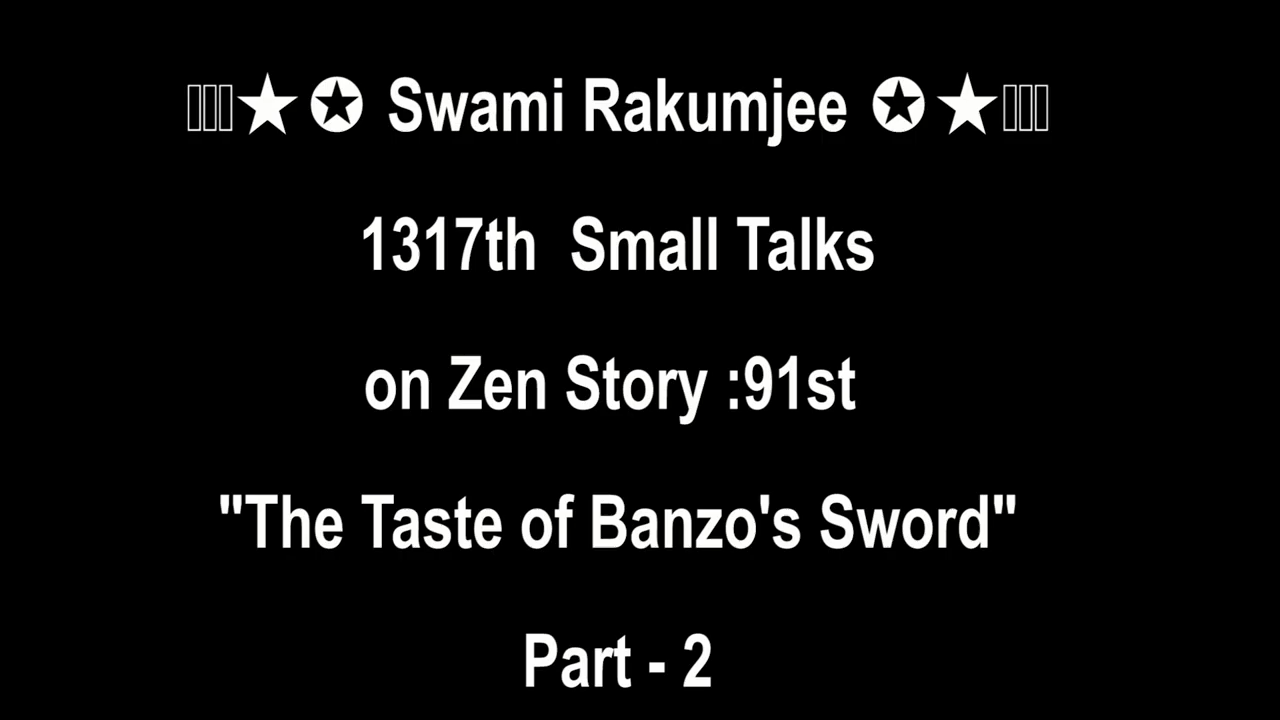 ★✪ Swami Rakumjee ✪★
1317th Small Talks
on Zen Story :91st
"The Taste of Banzo's Sword"
Part - 2